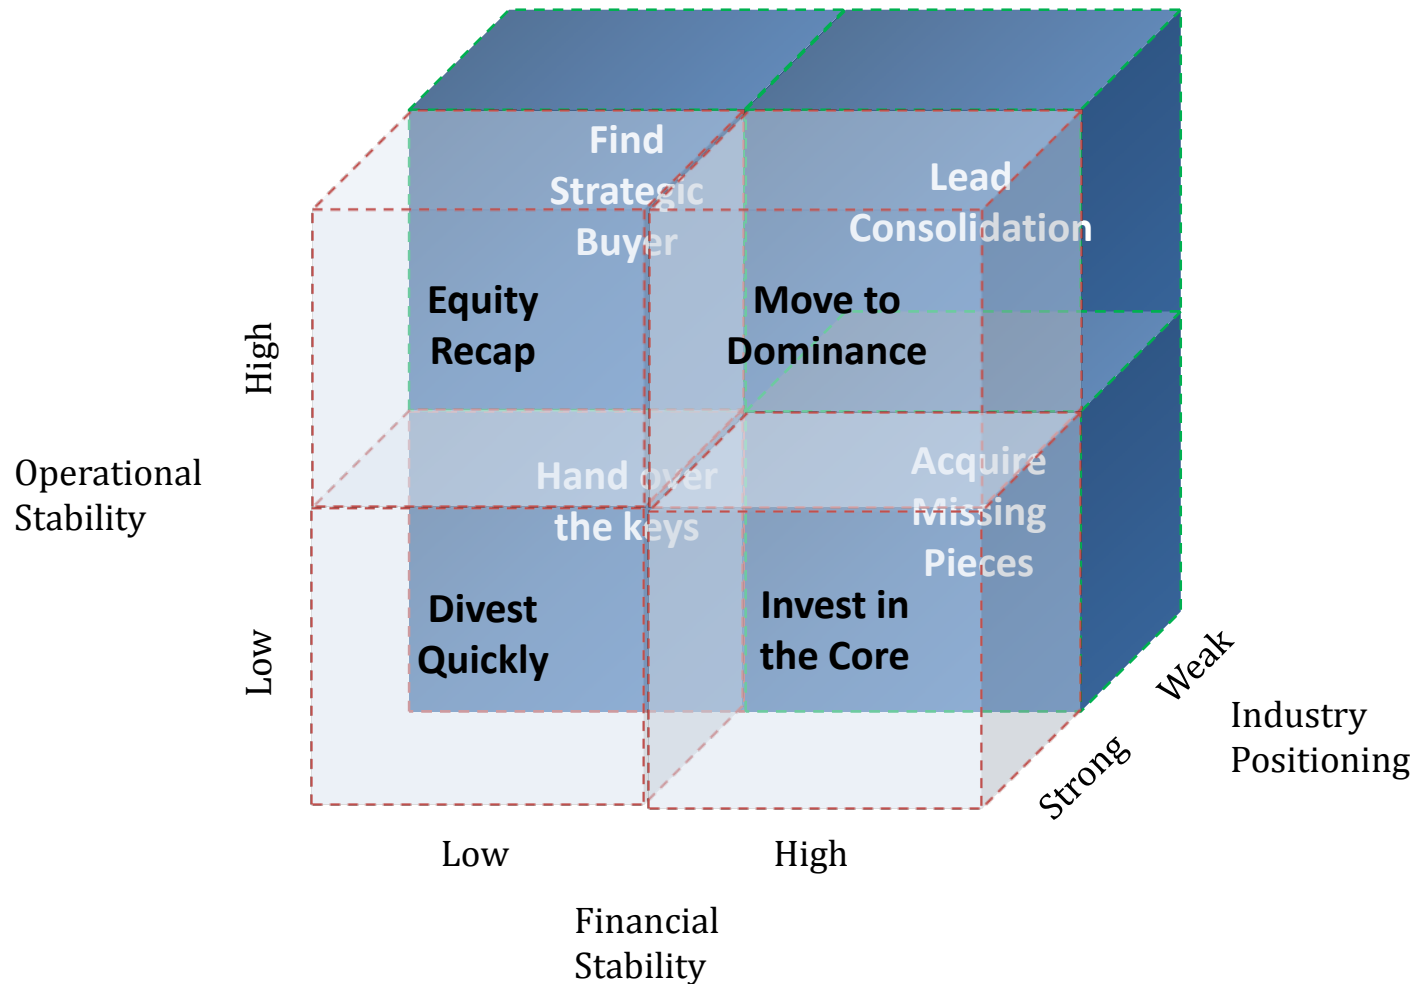 Find
Strategic
Buyer
Lead
Consolidation
Equity
Recap
Move to
Dominance
High
Operational
Stability
Hand over
the keys
Acquire
Missing
Pieces
Divest
Quickly
Invest in
the Core
Low
Weak
Strong
Industry
Positioning
Low
High
Financial
Stability